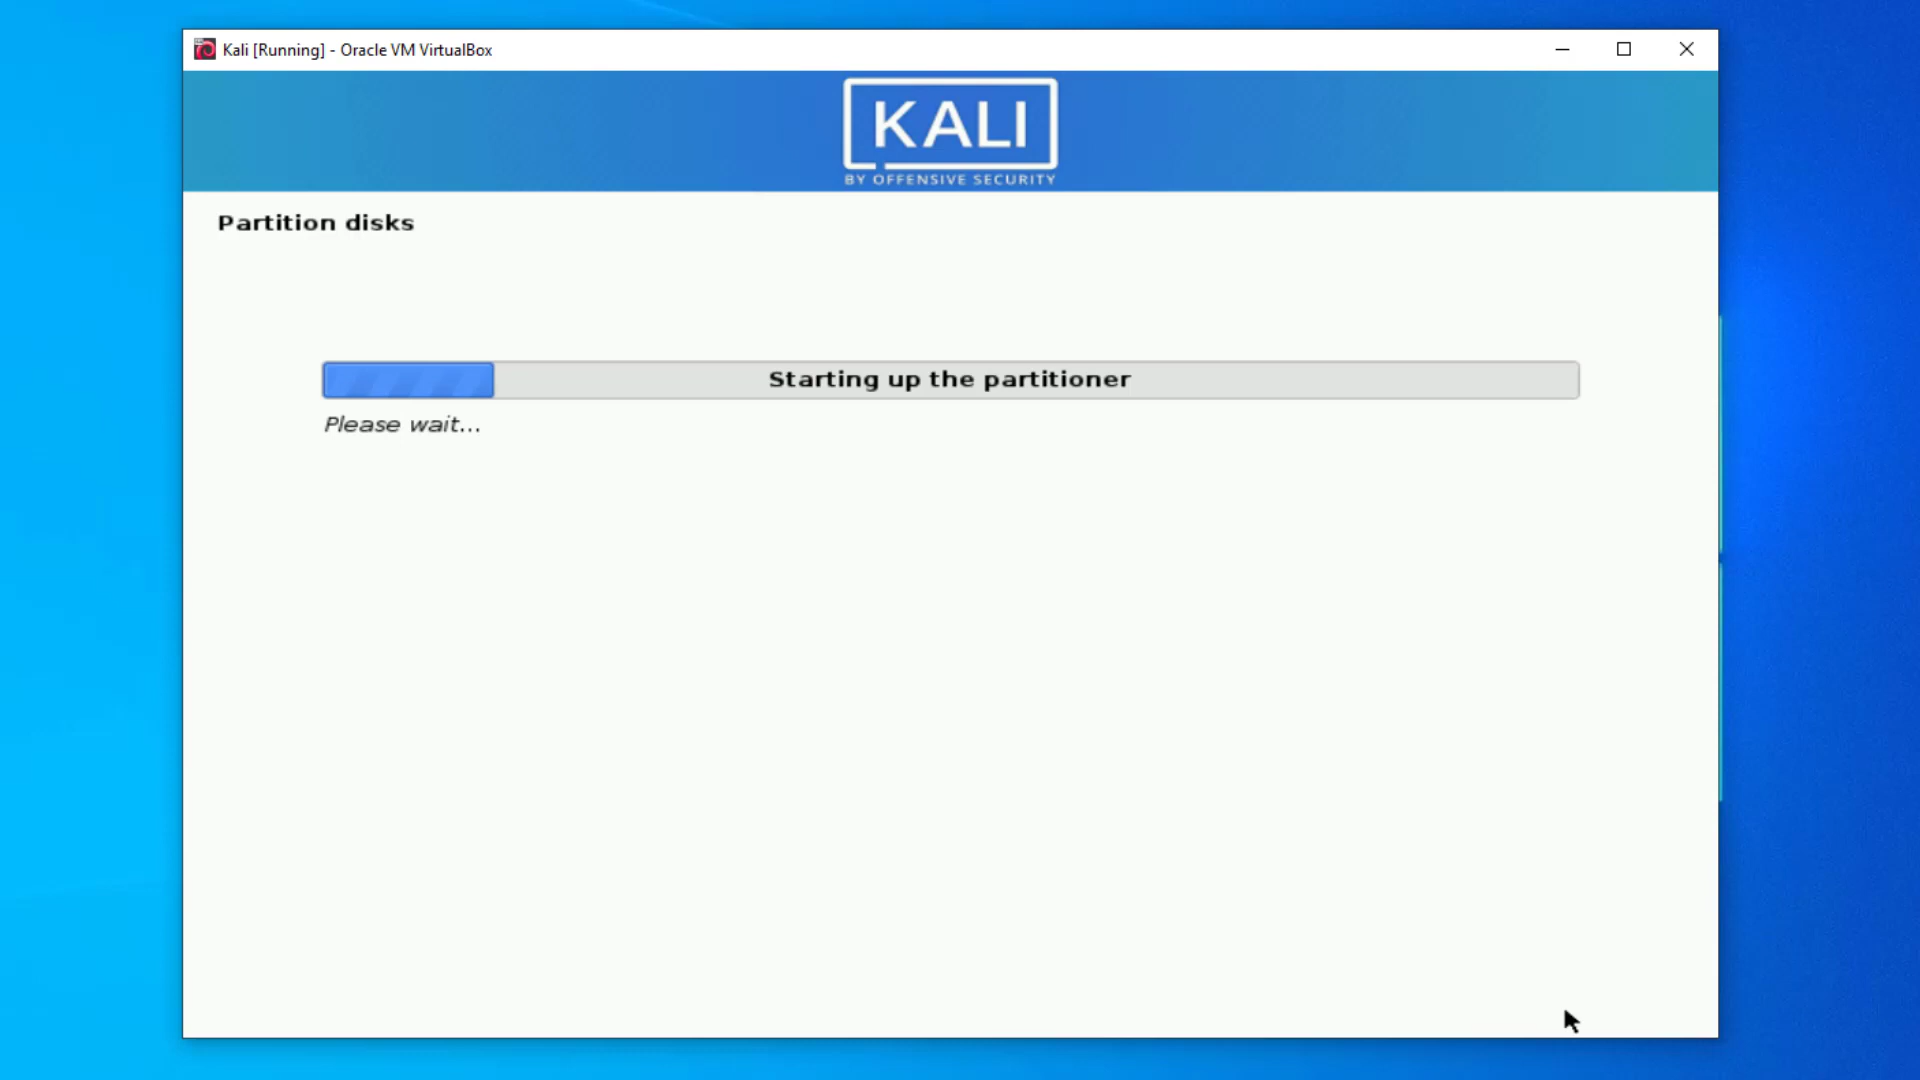 Kali [Running] - Oracle VM VirtualBox
KALI
BY OFFENSIVE SECURITY
Partition disks
Starting up the partitioner
Please wait...